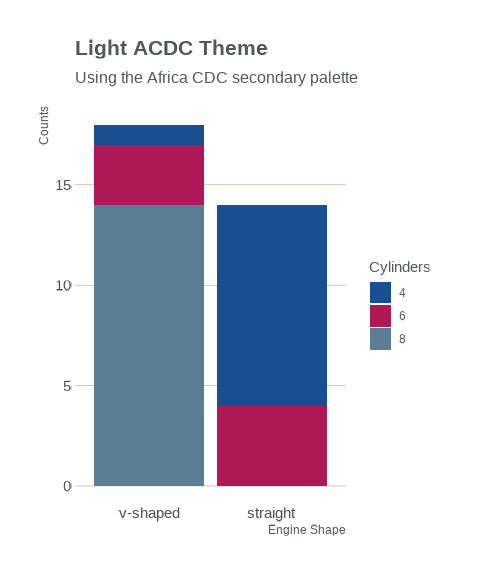 Light ACDC Theme
Using the Africa CDC secondary palette
Counts
15
10
5
0
v-shaped straight
Engine Shape
Cylinders
4
6
8